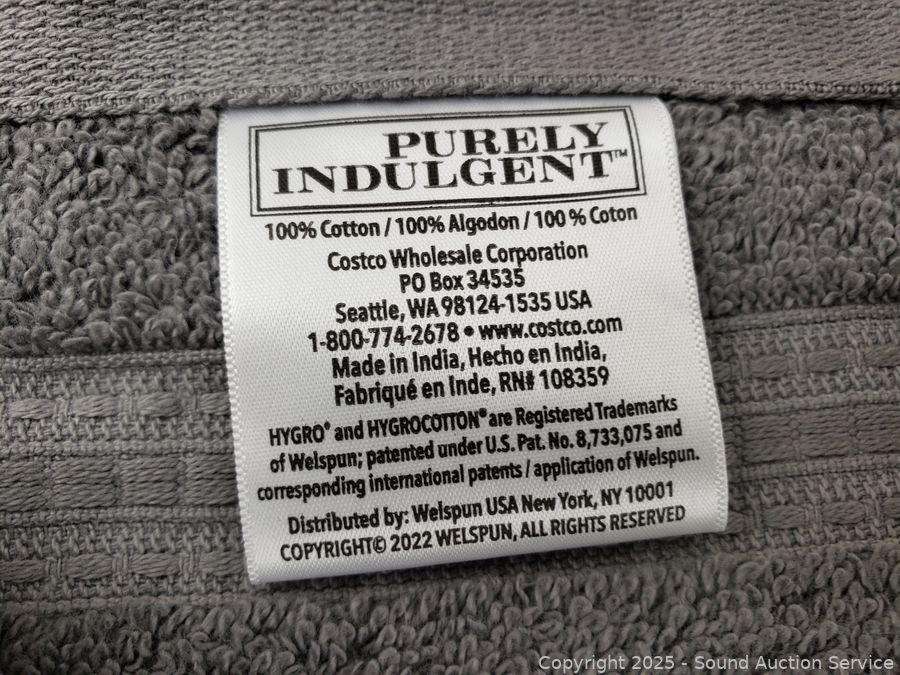 PURELY
INDULGENT™
100% Cotton / 100% Algodon / 100 % Coton
Costco Wholesale Corporation
PO Box 34535
Seattle, WA 98124-1535 USA
1-800-774-2678 • www.costco.com
Made in India, Hecho en India,
Fabriqué en Inde, RN# 108359
HYGRO® and HYGROCOTTON® are Registered Trademarks
of Welspun; patented under U.S. Pat. No. 8,733,075 and
corresponding international patents / application of Welspun.
Distributed by: Welspun USA New York, NY 10001
COPYRIGHT© 2022 WELSPUN, ALL RIGHTS RESERVED
Copyright 2025 - Sound Auction Service